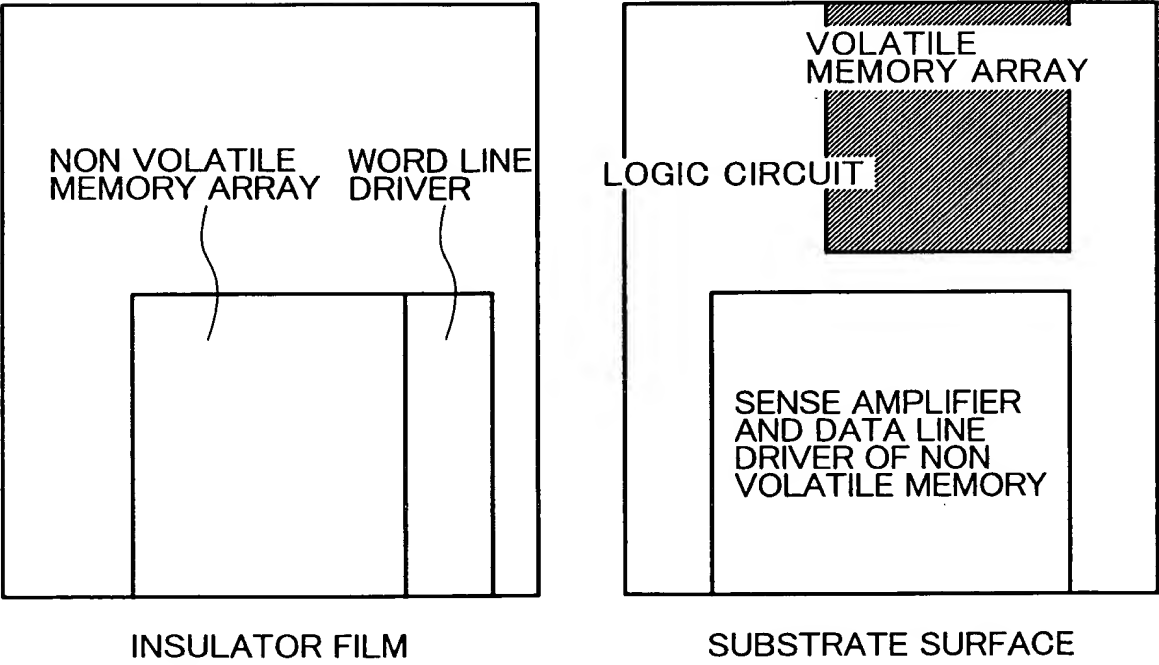 NON VOLATILE
MEMORY ARRAY
WORD LINE
DRIVER
INSULATOR FILM
VOLATILE
MEMORY ARRAY
LOGIC CIRCUIT
SENSE AMPLIFIER
AND DATA LINE
DRIVER OF NON
VOLATILE MEMORY
SUBSTRATE SURFACE